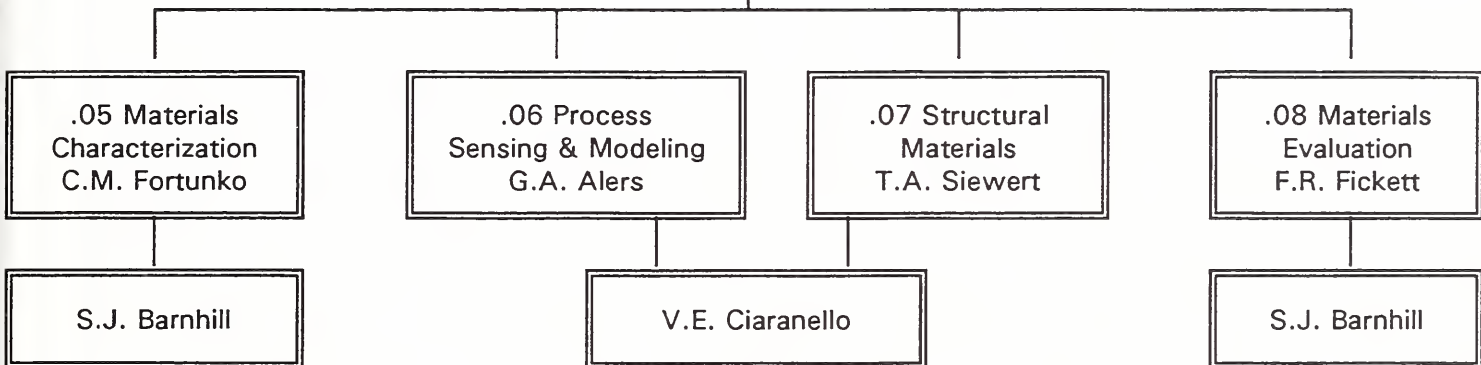 .05 Materials
Characterization
C.M. Fortunko
.06 Process
Sensing & Modeling
G.A. Alers
.07 Structural
Materials
T.A. Siewert
.08 Materials
Evaluation
F.R. Fickett
S.J. Barnhill
V.E. Ciaranello
S.J. Barnhill